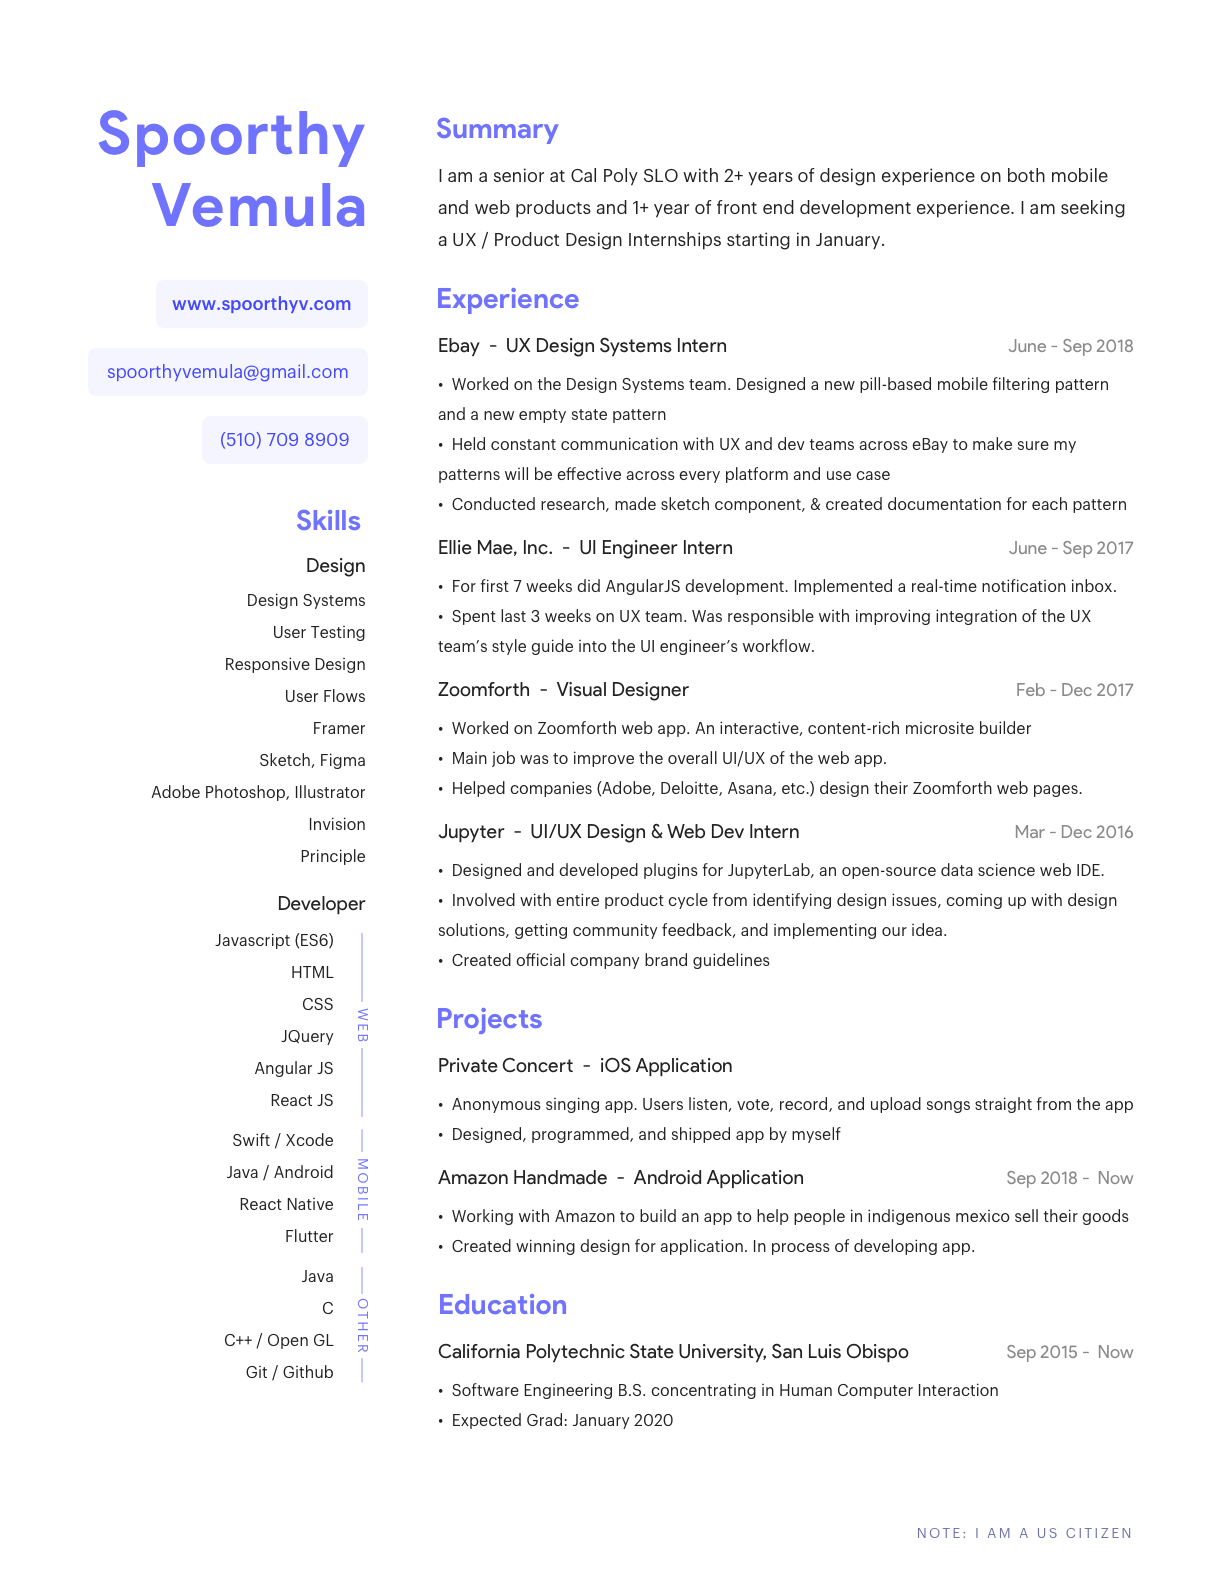 Spoorthy
Vemula
www.spoorthyv.com
spoorthyvemula@gmail.com
(510) 709 8909
Skills
Design
Design Systems
User Testing
Responsive Design
User Flows
Framer
Sketch, Figma
Adobe Photoshop, Illustrator
Invision
Principle
Developer
Javascript (ES6)
HTML
CSS
JQuery
Angular JS
React JS
WEB
Swift / Xcode
Java / Android
React Native
Flutter
MOBILE
Java
C
C++ / Open GL
Git / Github
OTHER
Summary
I am a senior at Cal Poly SLO with 2+ years of design experience on both mobile
and web products and 1+ year of front end development experience. I am seeking
a UX / Product Design Internships starting in January.
Experience
Ebay - UX Design Systems Intern June - Sep 2018
• Worked on the Design Systems team. Designed a new pill-based mobile filtering pattern
and a new empty state pattern
• Held constant communication with UX and dev teams across eBay to make sure my
patterns will be effective across every platform and use case
• Conducted research, made sketch component, & created documentation for each pattern
Ellie Mae, Inc. - UI Engineer Intern June - Sep 2017
• For first 7 weeks did AngularJS development. Implemented a real-time notification inbox.
• Spent last 3 weeks on UX team. Was responsible with improving integration of the UX
team's style guide into the UI engineer's workflow.
Zoomforth - Visual Designer Feb - Dec 2017
• Worked on Zoomforth web app. An interactive, content-rich microsite builder
• Main job was to improve the overall UI/UX of the web app.
• Helped companies (Adobe, Deloitte, Asana, etc.) design their Zoomforth web pages.
Jupyter - UI/UX Design & Web Dev Intern Mar - Dec 2016
• Designed and developed plugins for JupyterLab, an open-source data science web IDE.
• Involved with entire product cycle from identifying design issues, coming up with design
solutions, getting community feedback, and implementing our idea.
• Created official company brand guidelines
Projects
Private Concert - iOS Application
• Anonymous singing app. Users listen, vote, record, and upload songs straight from the app
• Designed, programmed, and shipped app by myself
Amazon Handmade - Android Application Sep 2018 - Now
• Working with Amazon to build an app to help people in indigenous mexico sell their goods
• Created winning design for application. In process of developing app.
Education
California Polytechnic State University, San Luis Obispo Sep 2015 - Now
• Software Engineering B.S. concentrating in Human Computer Interaction
• Expected Grad: January 2020
NOTE: I AM A US CITIZEN